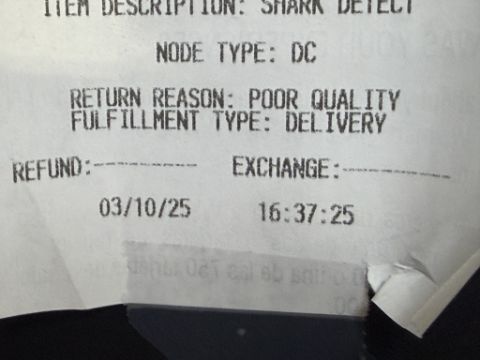 ITEM DESCRIPTION: SHARK DETECT
NODE TYPE: DC
RETURN REASON: POOR QUALITY
FULFILLMENT TYPE: DELIVERY
REFUND:------------- EXCHANGE:-------------
03/10/25 16:37:25